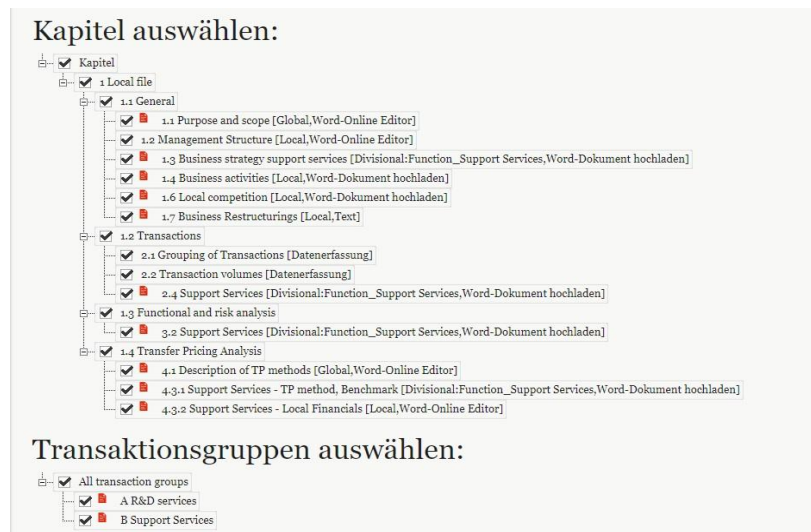 Kapitel auswählen:
Kapitel
1 Local file
1.1 General
1.1 Purpose and scope [Global,Word-Online Editor]
1.2 Management Structure [Local,Word-Online Editor]
1.3 Business strategy support services [Divisional:Function_Support Services,Word-Dokument hochladen]
1.4 Business activities [Local,Word-Dokument hochladen]
1.6 Local competition [Local,Word-Dokument hochladen]
1.7 Business Restructurings [Local,Text]
1.2 Transactions
2.1 Grouping of Transactions [Datenerfassung]
2.2 Transaction volumes [Datenerfassung]
2.4 Support Services [Divisional:Function_Support Services,Word-Dokument hochladen]
1.3 Functional and risk analysis
3.2 Support Services [Divisional:Function_Support Services,Word-Dokument hochladen]
1.4 Transfer Pricing Analysis
4.1 Description of TP methods [Global,Word-Online Editor]
4.3.1 Support Services - TP method, Benchmark [Divisional:Function_Support Services,Word-Dokument hochladen]
4.3.2 Support Services - Local Financials [Local,Word-Online Editor]
Transaktionsgruppen auswählen:
All transaction groups
A R&D services
B Support Services